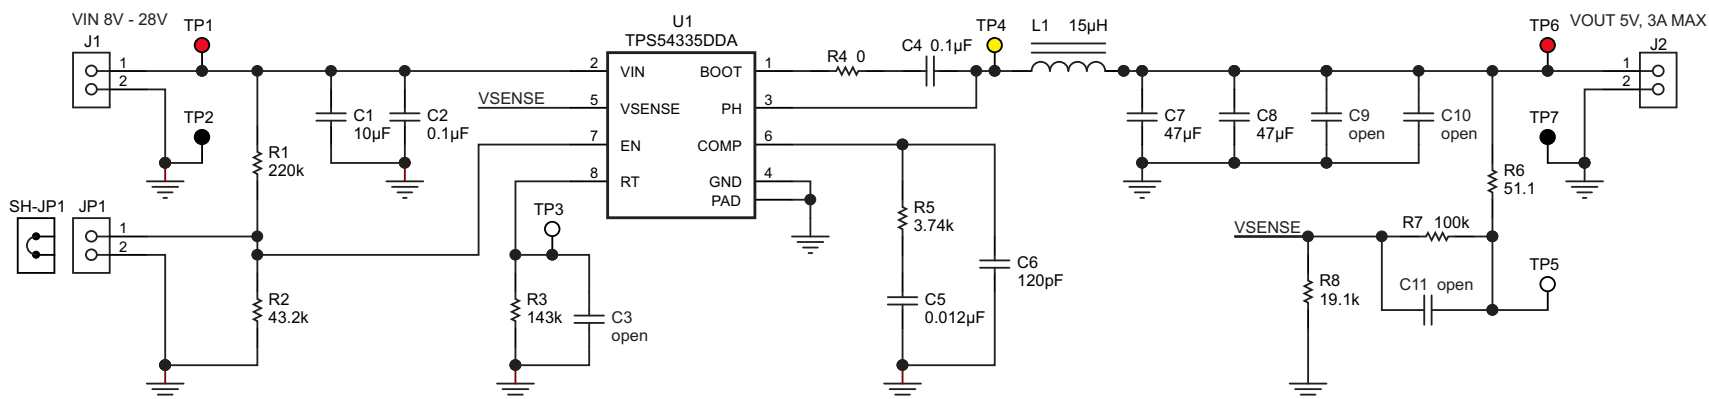 VIN 8V - 28V
J1
1
2
TP1
TP2
R1
220k
C1
10µF
C2
0.1µF
SH-JP1
JP1
1
2
R2
43.2k
U1
TPS54335DDA
2
VIN
VSENSE
5
VSENSE
7
EN
8
RT
BOOT
1
PH
3
COMP
6
GND
4
PAD
TP3
R3
143k
C3
open
R4 0
C4 0.1µF
TP4
L1 15µH
R5
3.74k
C5
0.012µF
C6
120pF
C7
47µF
C8
47µF
C9
open
C10
open
TP6
VOUT 5V, 3A MAX
J2
1
2
TP7
R6
51.1
VSENSE
R7 100k
R8
19.1k
C11 open
TP5